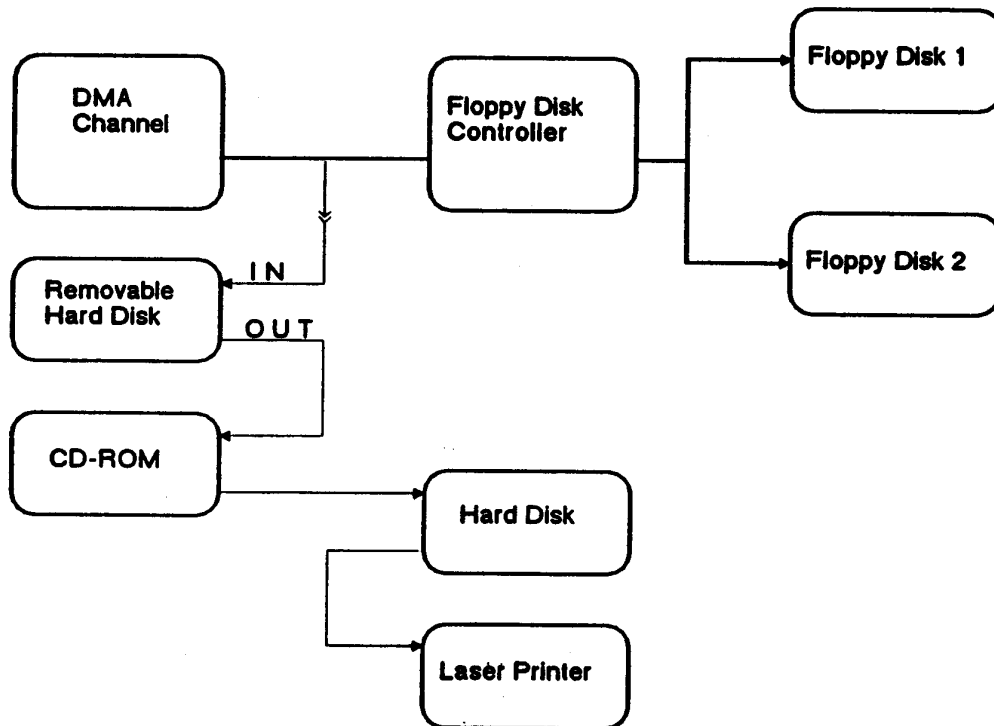 DMA
Channel
Floppy Disk
Controller
Floppy Disk 1
Floppy Disk 2
IN
Removable
Hard Disk
OUT
CD-ROM
Hard Disk
Laser Printer